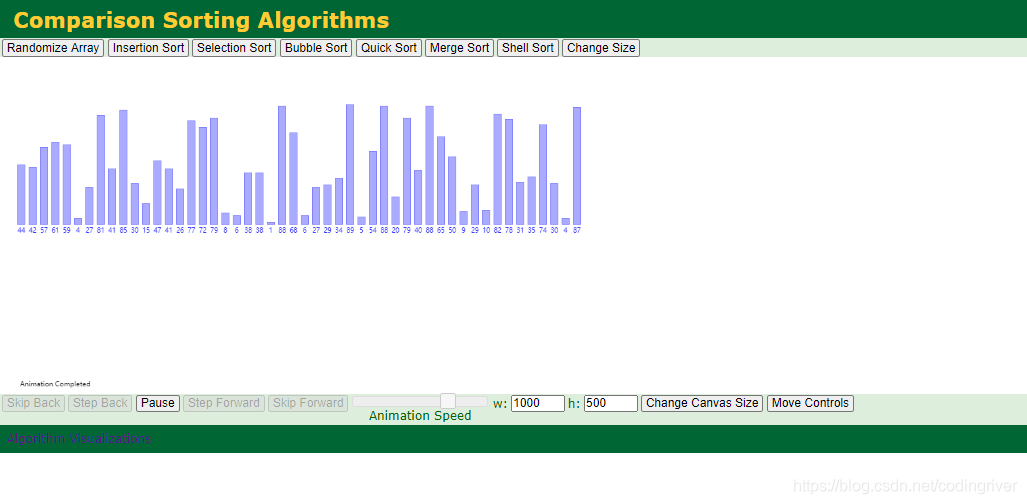 Comparison Sorting Algorithms
Randomize Array Insertion Sort Selection Sort Bubble Sort Quick Sort Merge Sort Shell Sort Change Size
44 42 57 61 59 4 27 81 41 85 30 15 47 41 26 77 72 79 8 6 38 38 1 88 68 6 27 29 34 89 5 54 88 20 79 40 88 65 50 9 29 10 82 78 31 35 74 30 4 87
Animation Completed
Skip Back Step Back Pause Step Forward Skip Forward w: 1000 h: 500 Change Canvas Size Move Controls
Animation Speed
Algorithm Visualizations
https://blog.csdn.net/codingriver